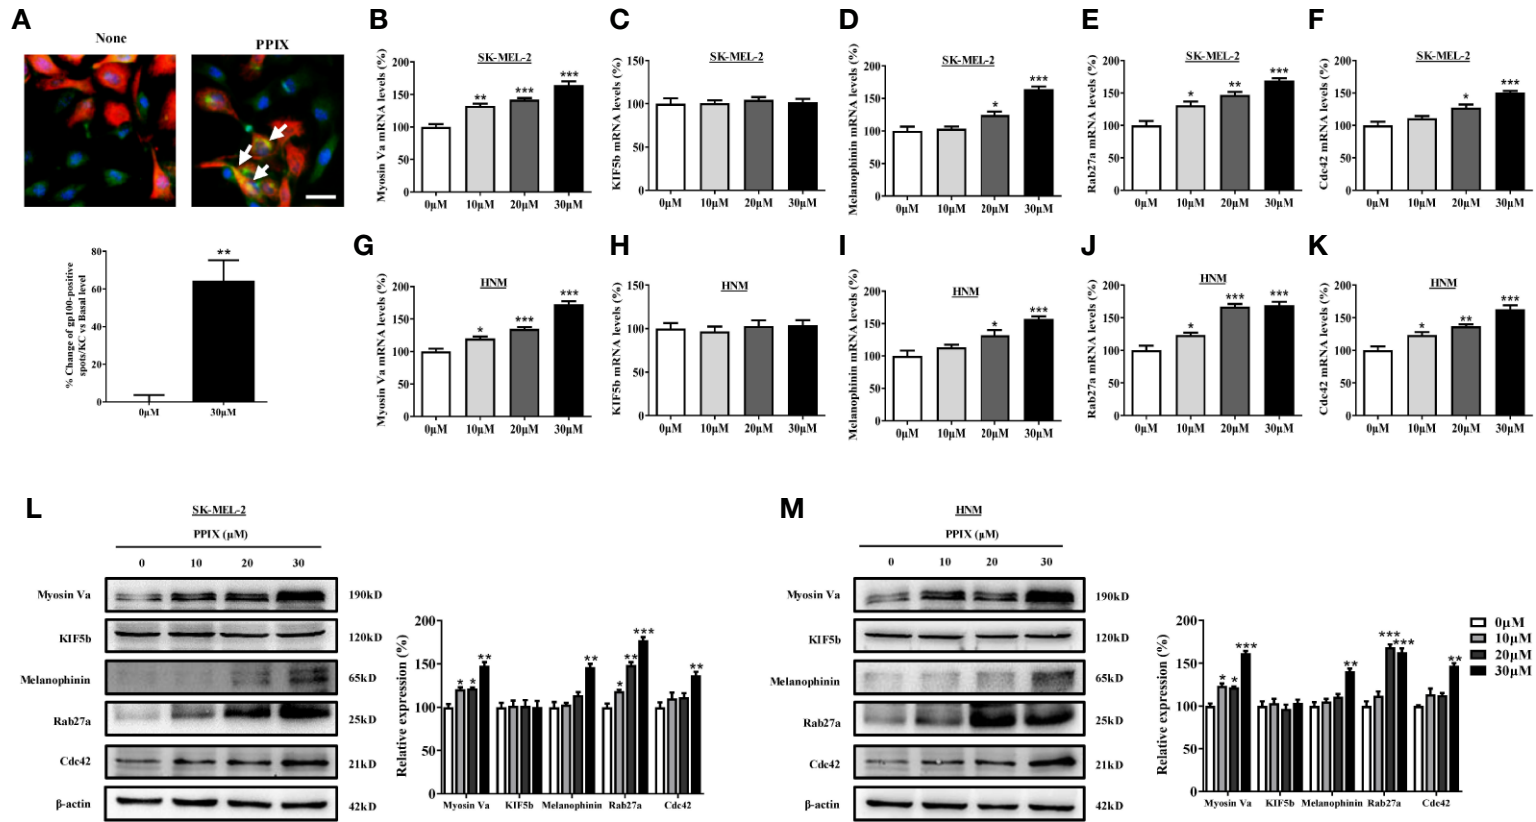 A
None
PPIX
% Change of gp100-positive
spots/KC vs Basal level
80
60
40
20
0
**
0μM
30μM
B
SK-MEL-2
Myosin Va mRNA levels (%)
200
150
100
50
0
**
***
***
0μM
10μM
20μM
30μM
C
SK-MEL-2
KIF5b mRNA levels (%)
150
100
50
0
0μM
10μM
20μM
30μM
D
SK-MEL-2
Melanophinin mRNA levels (%)
200
150
100
50
0
*
***
0μM
10μM
20μM
30μM
E
SK-MEL-2
Rab27a mRNA levels (%)
200
150
100
50
0
*
**
***
0μM
10μM
20μM
30μM
F
SK-MEL-2
Cdc42 mRNA levels (%)
200
150
100
50
0
*
***
0μM
10μM
20μM
30μM
G
HNM
Myosin Va mRNA levels (%)
200
150
100
50
0
*
***
***
0μM
10μM
20μM
30μM
H
HNM
KIF5b mRNA levels (%)
150
100
50
0
0μM
10μM
20μM
30μM
I
HNM
Melanophinin mRNA levels (%)
200
150
100
50
0
*
***
0μM
10μM
20μM
30μM
J
HNM
Rab27a mRNA levels (%)
200
150
100
50
0
*
***
***
0μM
10μM
20μM
30μM
K
HNM
Cdc42 mRNA levels (%)
200
150
100
50
0
*
**
***
0μM
10μM
20μM
30μM
L
SK-MEL-2
PPIX (μM)
0 10 20 30
Myosin Va 190kD
KIF5b 120kD
Melanophinin 65kD
Rab27a 25kD
Cdc42 21kD
β-actin 42kD
Relative expression (%)
200
150
100
50
0
* * **
**
* ** ***
**
Myosin Va KIF5b Melanophinin Rab27a Cdc42
M
HNM
PPIX (μM)
0 10 20 30
Myosin Va 190kD
KIF5b 120kD
Melanophinin 65kD
Rab27a 25kD
Cdc42 21kD
β-actin 42kD
Relative expression (%)
200
150
100
50
0
* * ***
**
*** ***
**
Myosin Va KIF5b Melanophinin Rab27a Cdc42
0μM
10μM
20μM
30μM